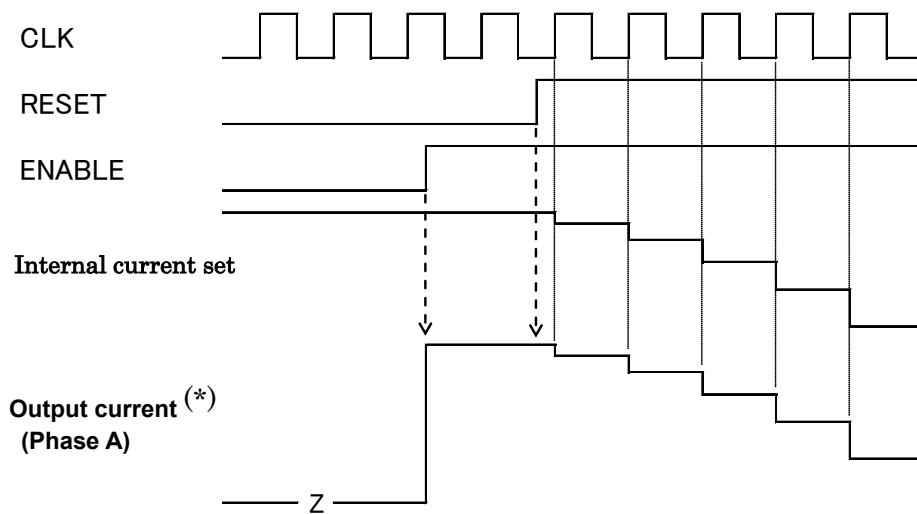 CLK
RESET
ENABLE
Internal current set
Output current (*)
(Phase A)
Z